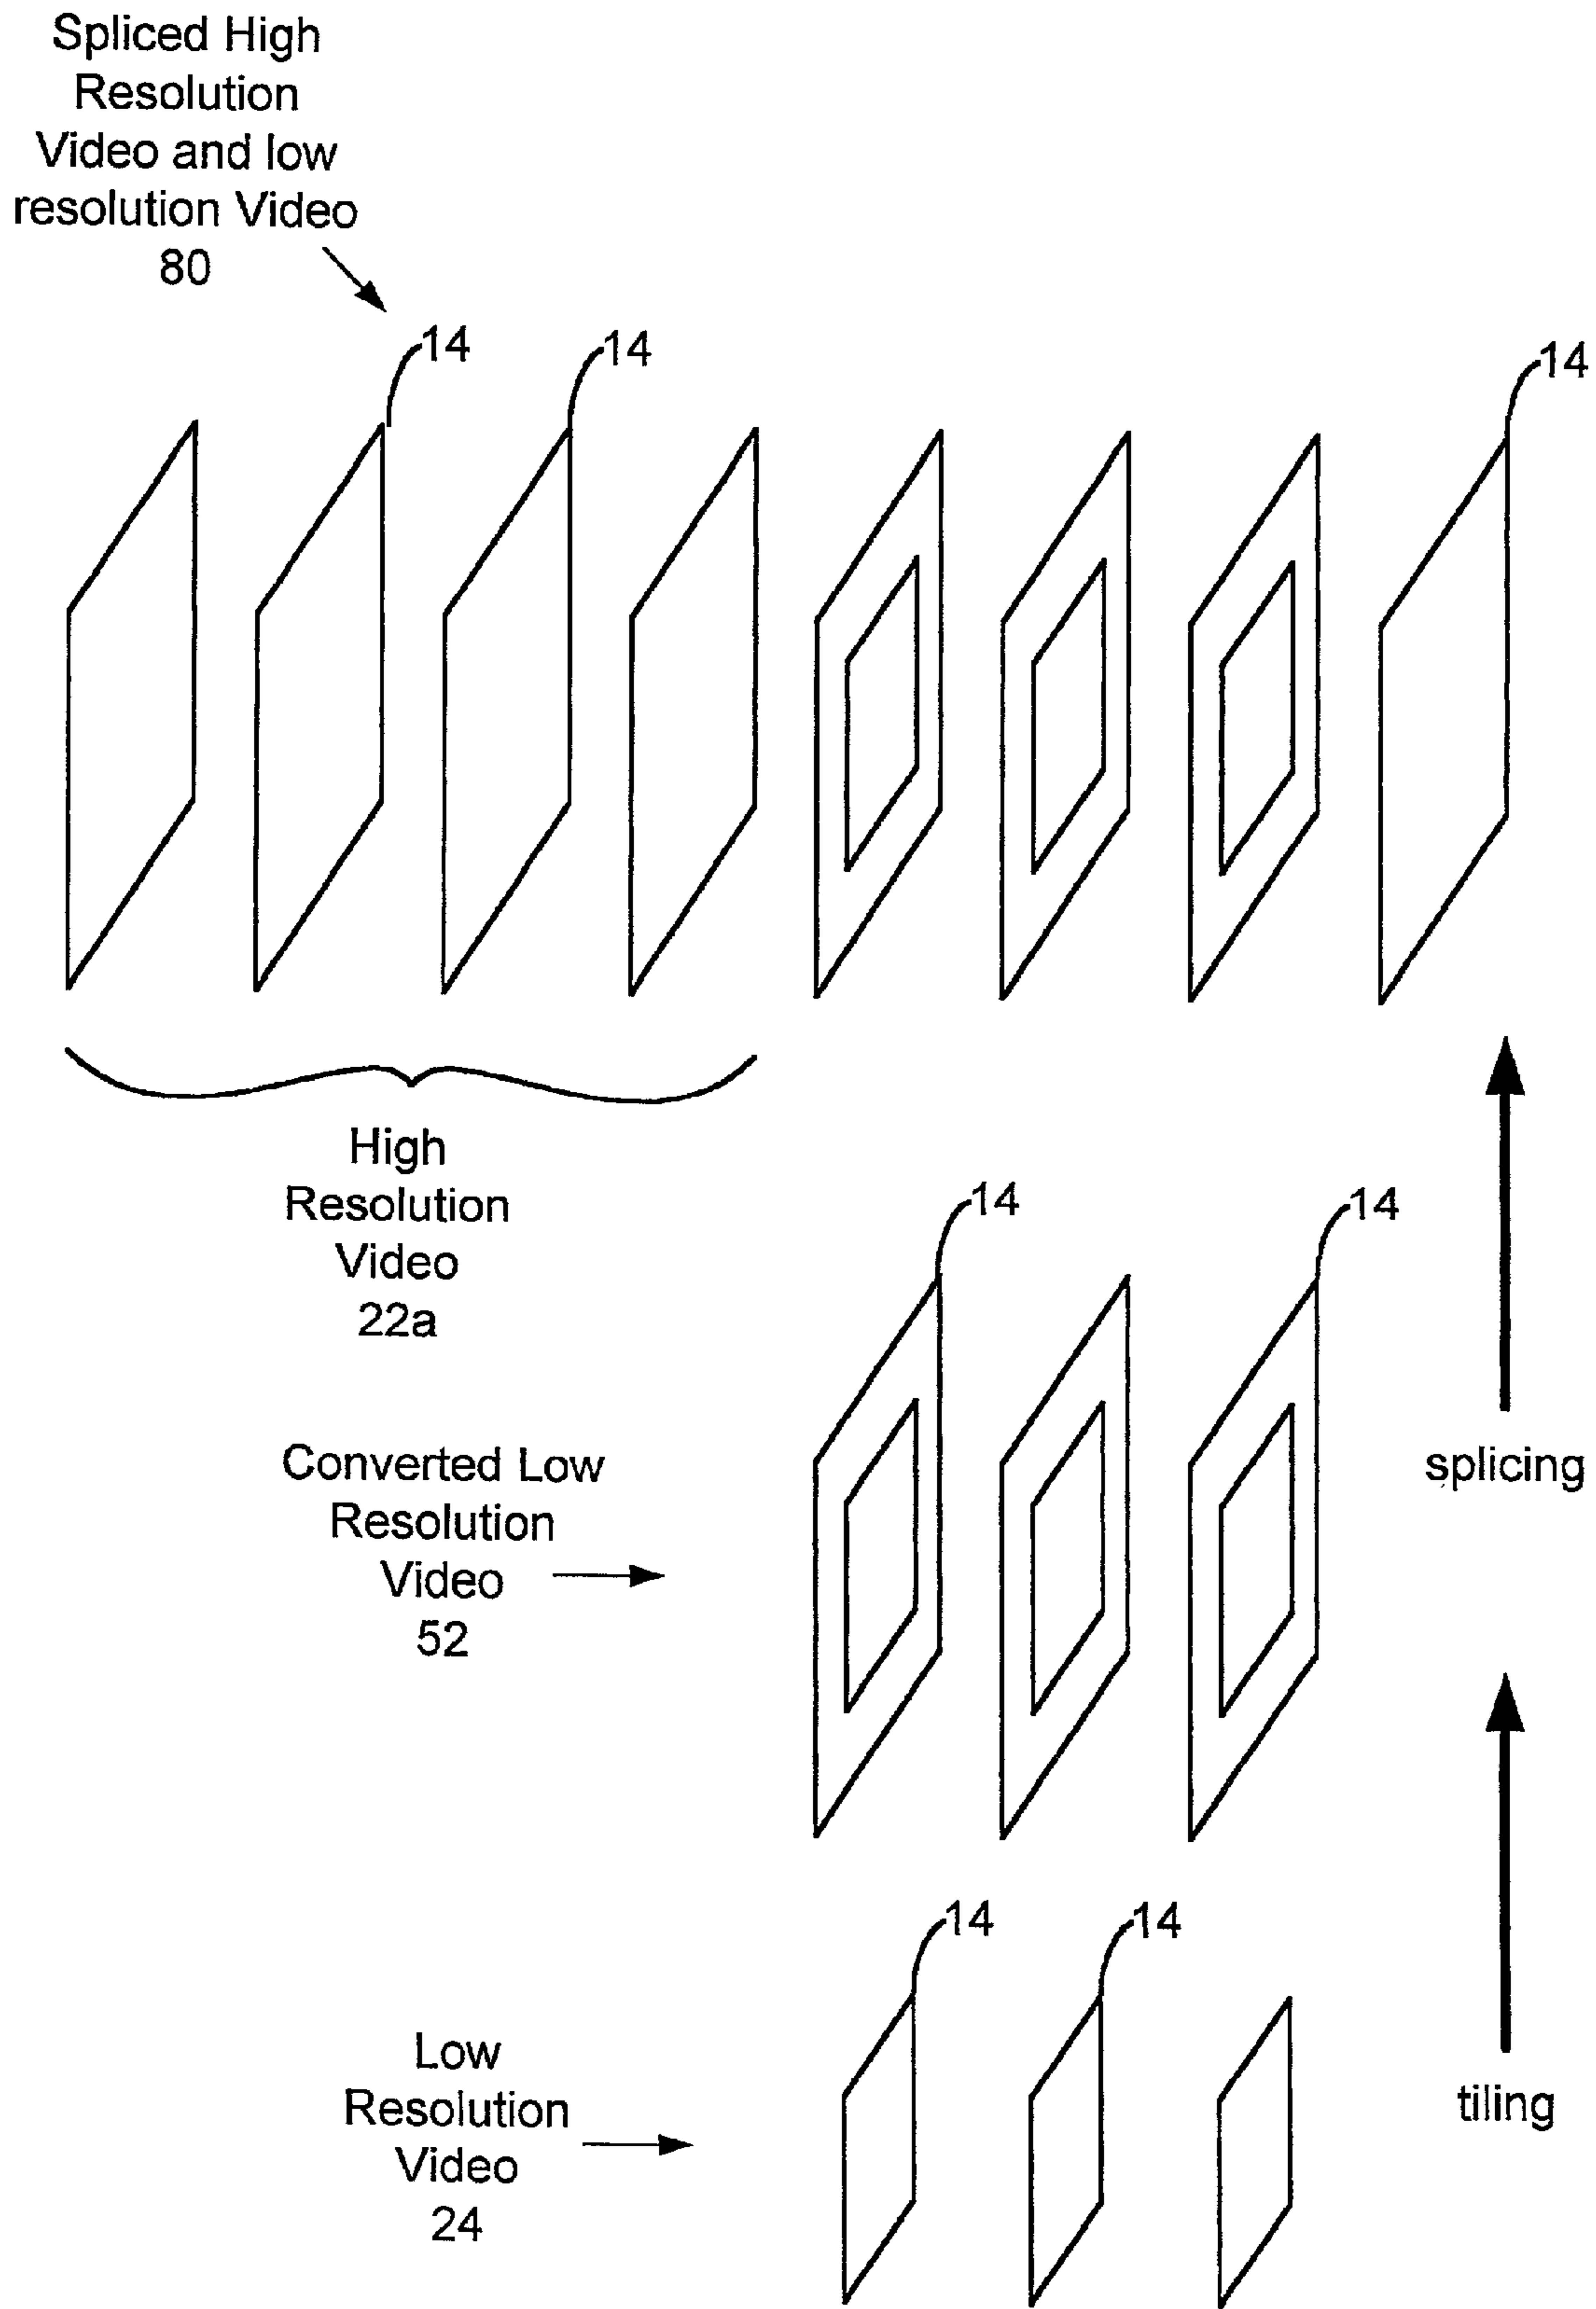 Spliced High
Resolution
Video and low
resolution Video
80
14
14
14
High
Resolution
Video
22a
14
14
Converted Low
Resolution
Video
52
splicing
14
14
Low
Resolution
Video
24
tiling